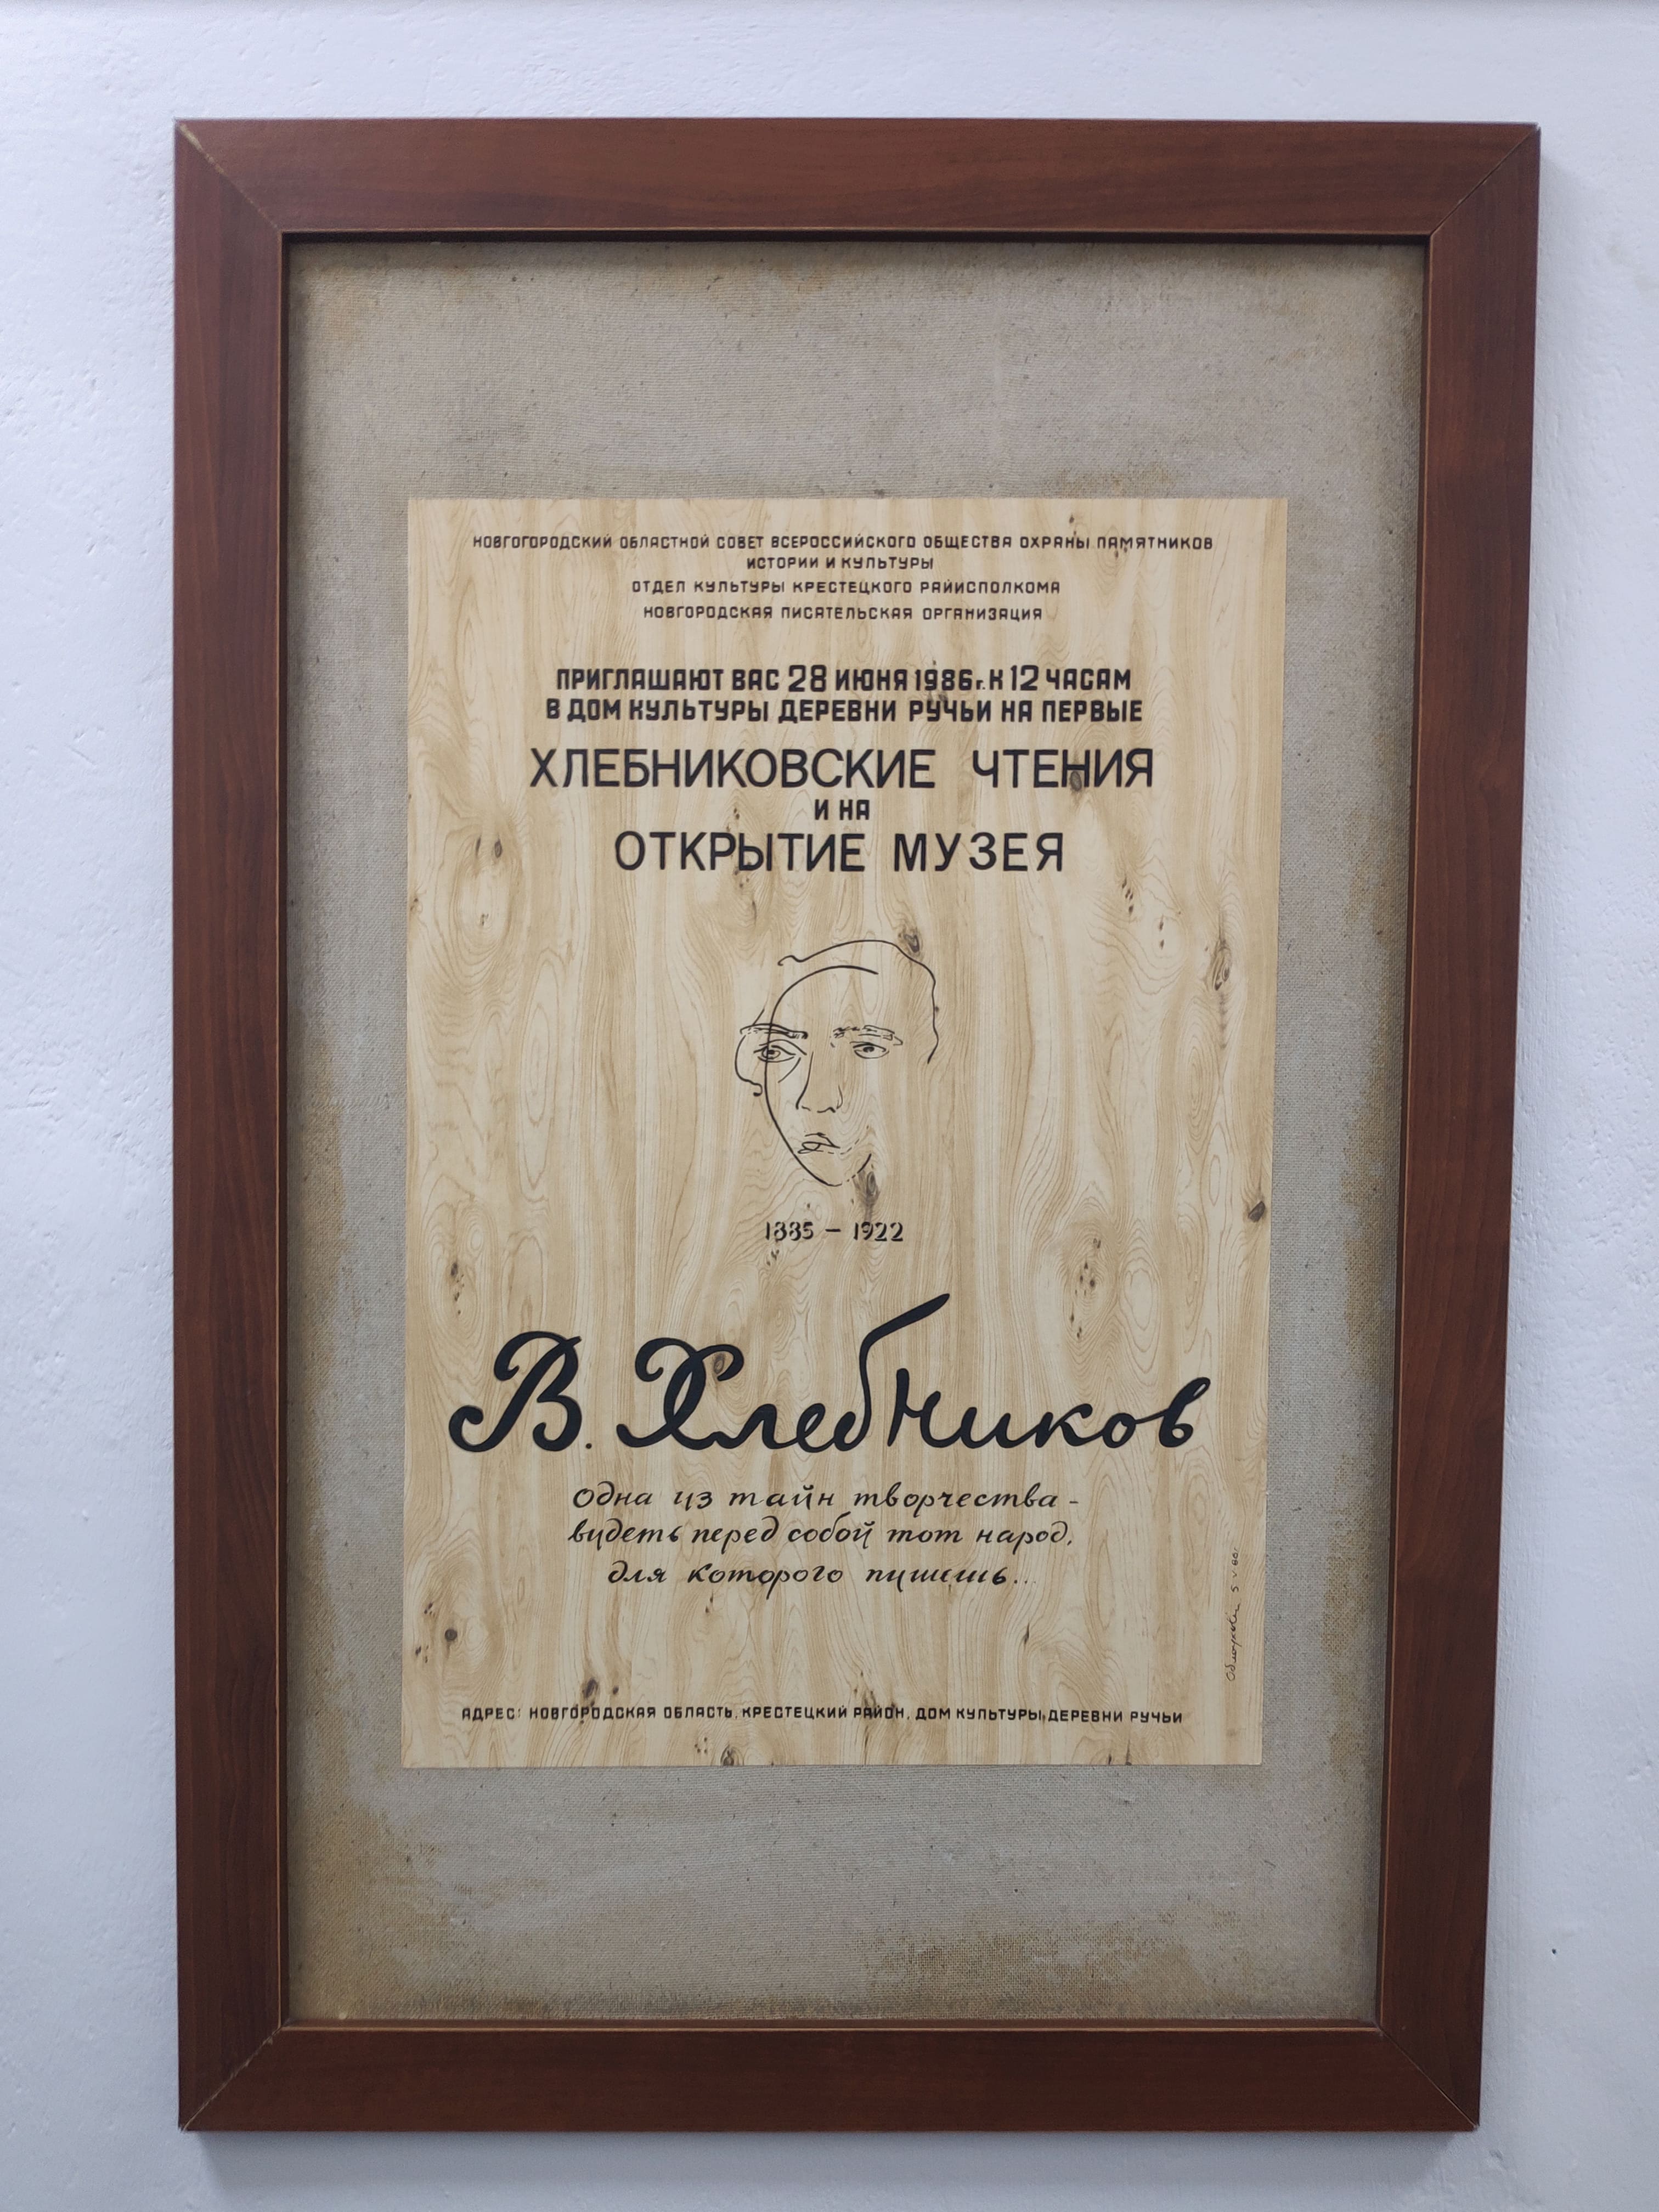 НОВГОГОРОДСКИЙ ОБЛАСТНОЙ СОВЕТ ВСЕРОССИЙСКОГО ОБЩЕСТВА ОХРАНЫ ПАМЯТНИКОВ
ИСТОРИИ И КУЛЬТУРЫ
ОТДЕЛ КУЛЬТУРЫ КРЕСТЕЦКОГО РАЙИСПОЛКОМА
НОВГОРОДСКАЯ ПИСАТЕЛЬСКАЯ ОРГАНИЗАЦИЯ
ПРИГЛАШАЮТ ВАС 28 ИЮНЯ 1986г. К 12 ЧАСАМ
В ДОМ КУЛЬТУРЫ ДЕРЕВНИ РУЧЬИ НА ПЕРВЫЕ
ХЛЕБНИКОВСКИЕ ЧТЕНИЯ
И НА
ОТКРЫТИЕ МУЗЕЯ
1885 – 1922
В. Хлебников
одна из тайн творчества -
видеть перед собой тот народ,
для которого пишешь...
АДРЕС: НОВГОРОДСКАЯ ОБЛАСТЬ, КРЕСТЕЦКИЙ РАЙОН, ДОМ КУЛЬТУРЫ ДЕРЕВНИ РУЧЬИ